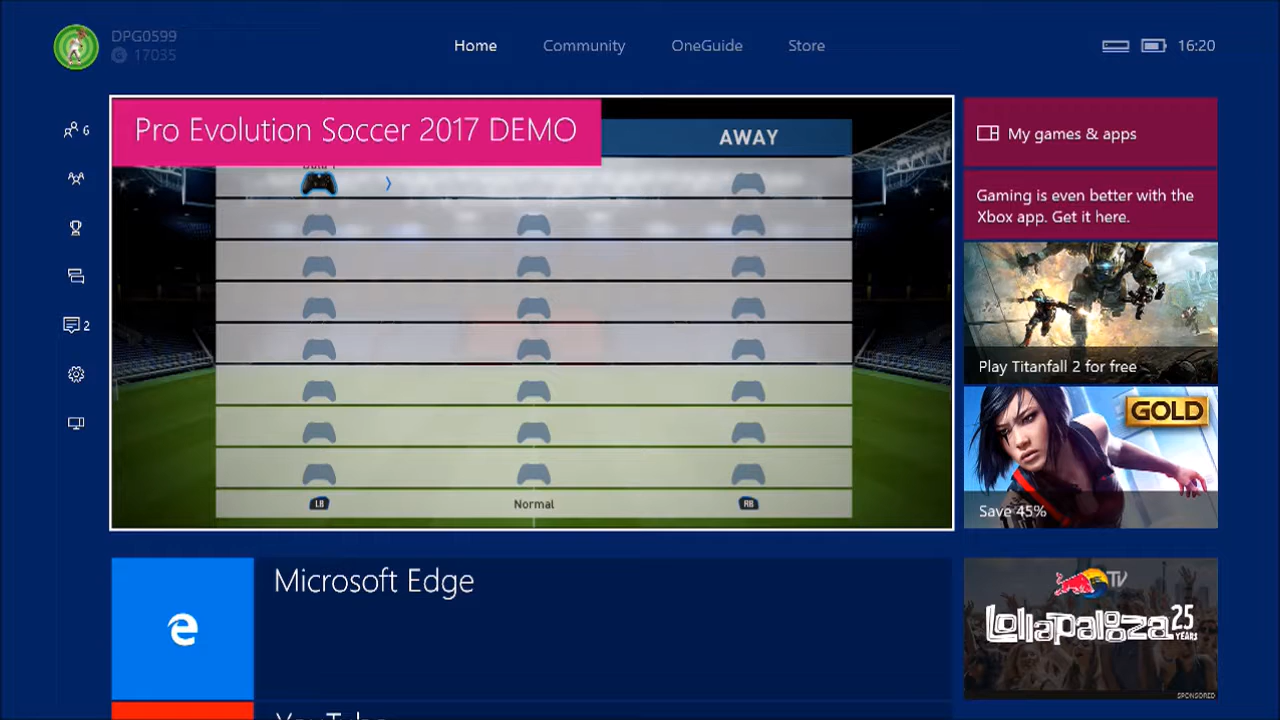 DPG0599
G 17035
Home
Community
OneGuide
Store
16:20
6
2
Pro Evolution Soccer 2017 DEMO
AWAY
LB
Normal
RB
My games & apps
Gaming is even better with the
Xbox app. Get it here.
Play Titanfall 2 for free
GOLD
Save 45%
Microsoft Edge
YouTube
TV
Lollapalooza 25
YEARS
SPONSORED